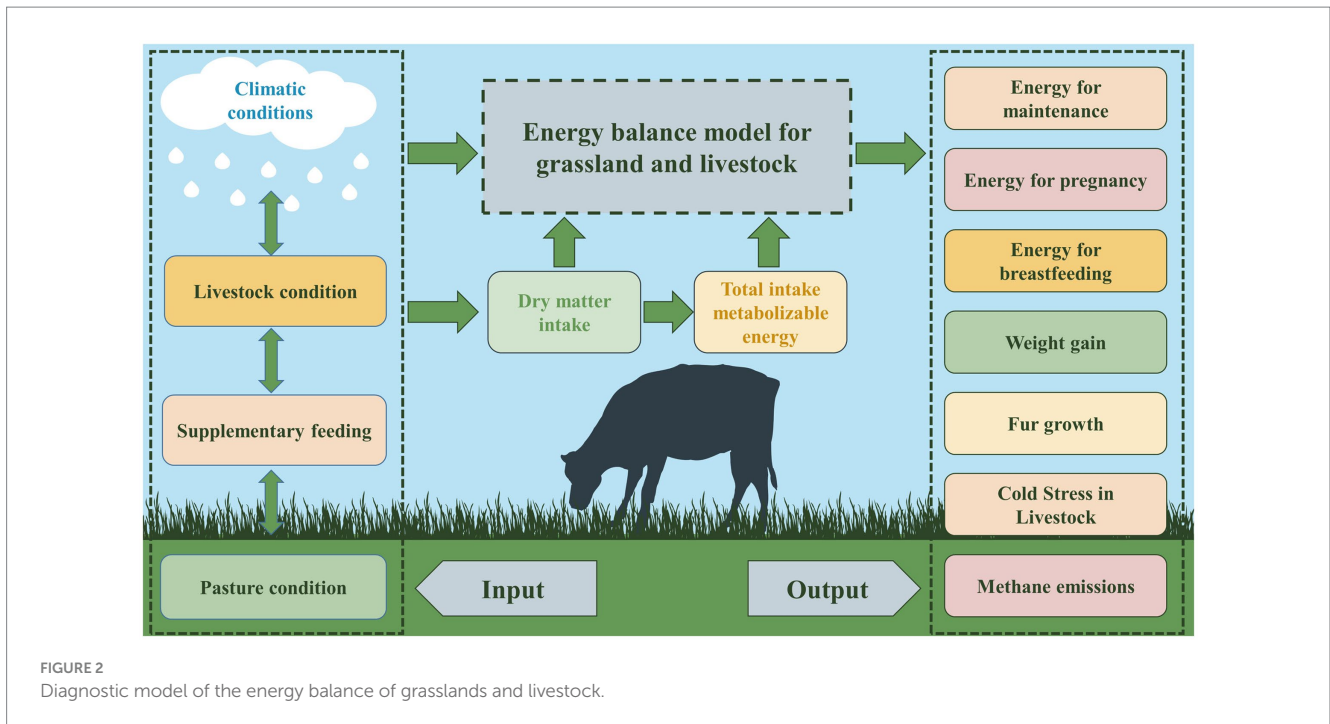 Climatic
conditions
Livestock condition
Supplementary feeding
Pasture condition
Energy balance model for
grassland and livestock
Dry matter
intake
Total intake
metabolizable
energy
Input
Output
Energy for
maintenance
Energy for pregnancy
Energy for
breastfeeding
Weight gain
Fur growth
Cold Stress in
Livestock
Methane emissions
FIGURE 2
Diagnostic model of the energy balance of grasslands and livestock.